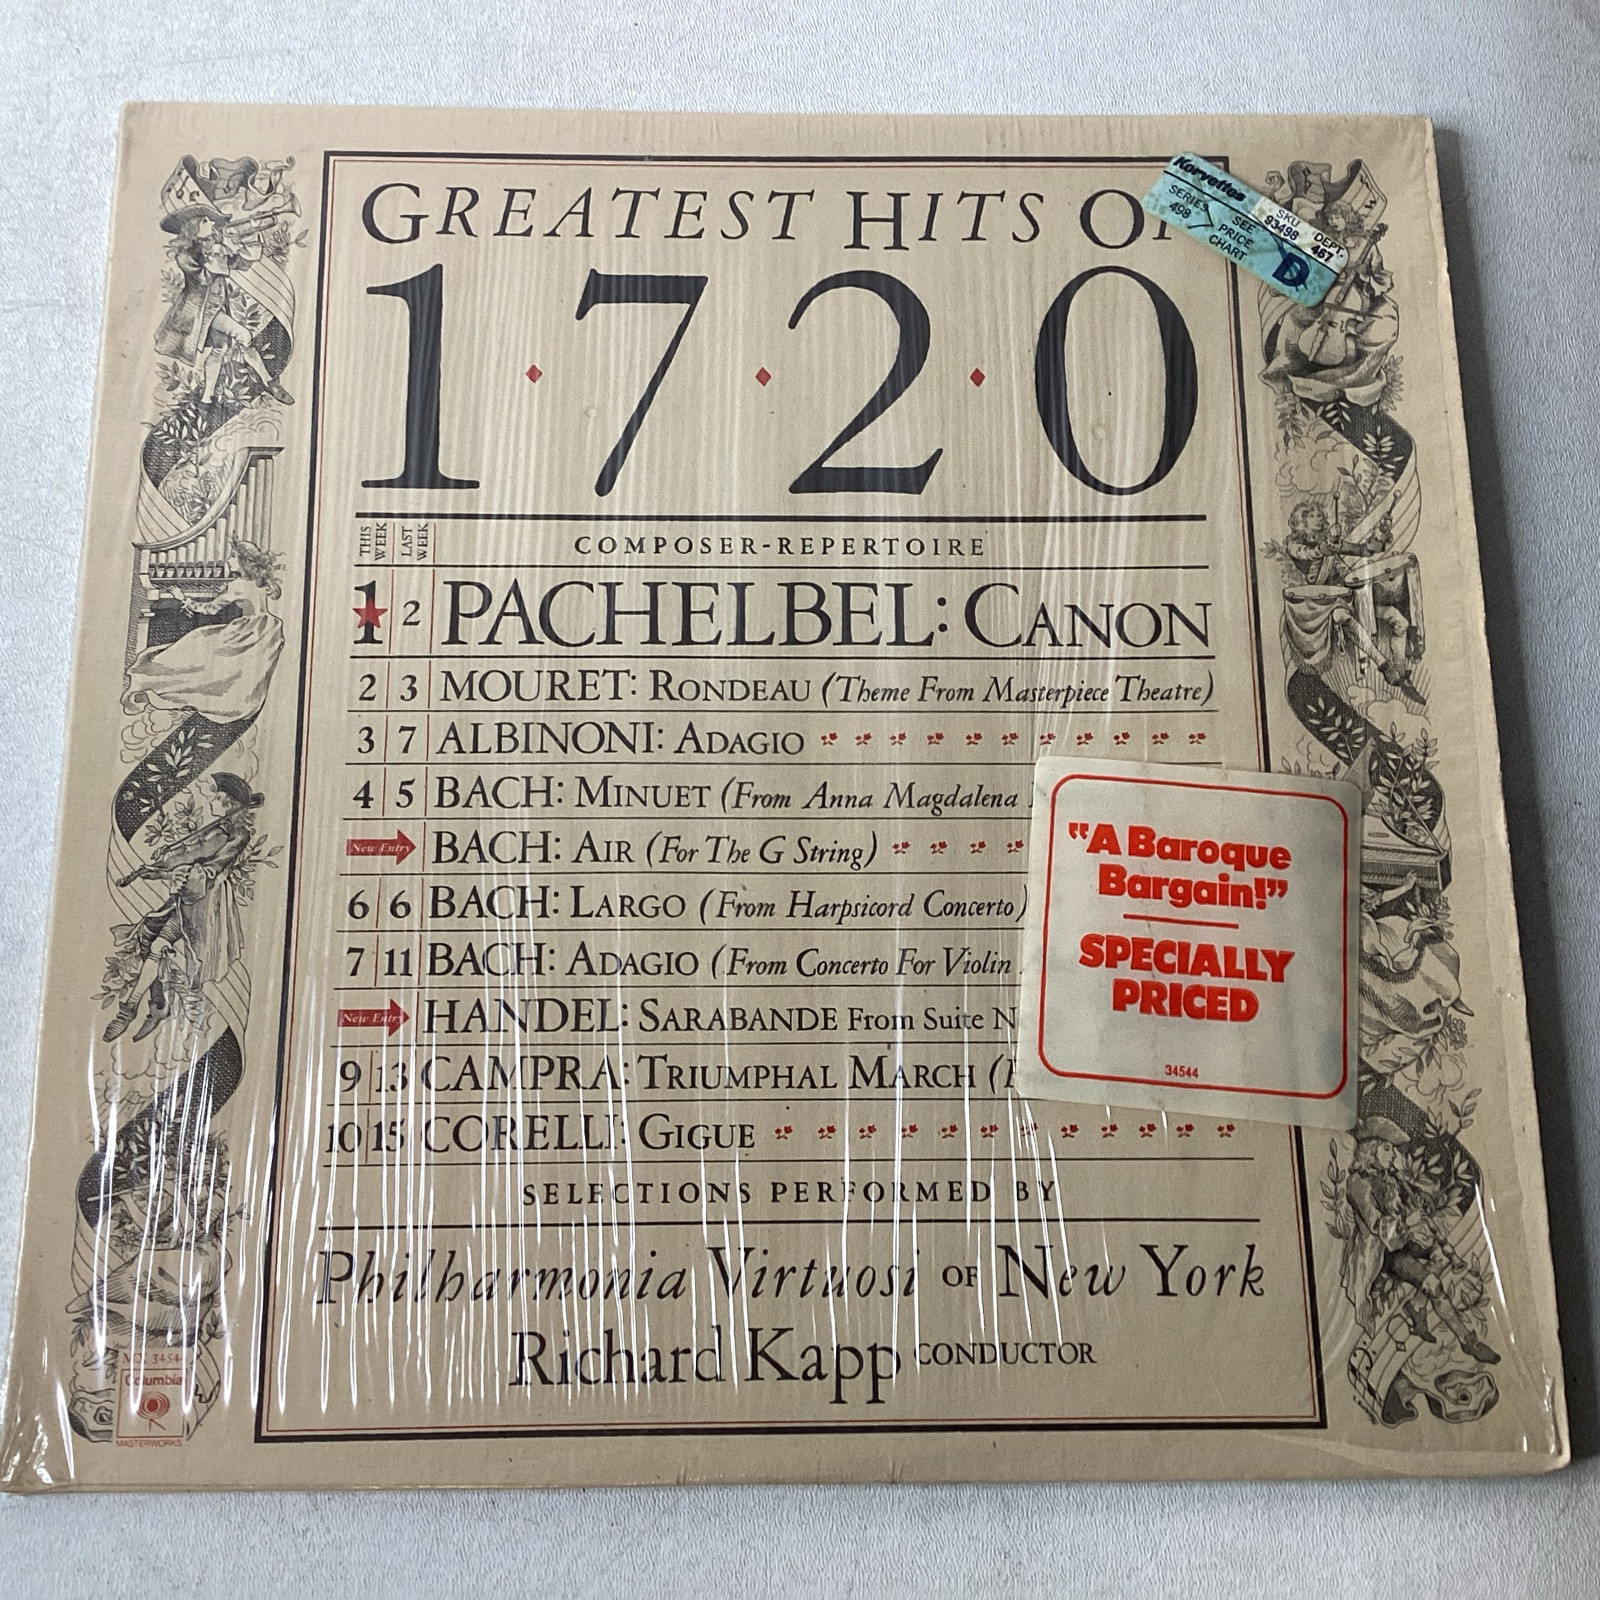 GREATEST HITS O
Korvettes
SERIES SEE SKU DEPT.
498 PRICE 93498 467
CHART D
1·7·2·0
THIS WEEK LAST WEEK COMPOSER-REPERTOIRE
1 2 PACHELBEL: CANON
2 3 MOURET: RONDEAU (Theme From Masterpiece Theatre)
3 7 ALBINONI: ADAGIO
4 5 BACH: MINUET (From Anna Magdalena
New Entry BACH: AIR (For The G String)
6 6 BACH: LARGO (From Harpsicord Concerto)
7 11 BACH: ADAGIO (From Concerto For Violin
New Entry HANDEL: SARABANDE From Suite N
9 13 CAMPRA: TRIUMPHAL MARCH (
10 15 CORELLI: GIGUE
"A Baroque
Bargain!"
SPECIALLY
PRICED
34544
SELECTIONS PERFORMED BY
Philharmonia Virtuosi OF New York
Richard Kapp CONDUCTOR
MX 34544
Columbia
MASTERWORKS